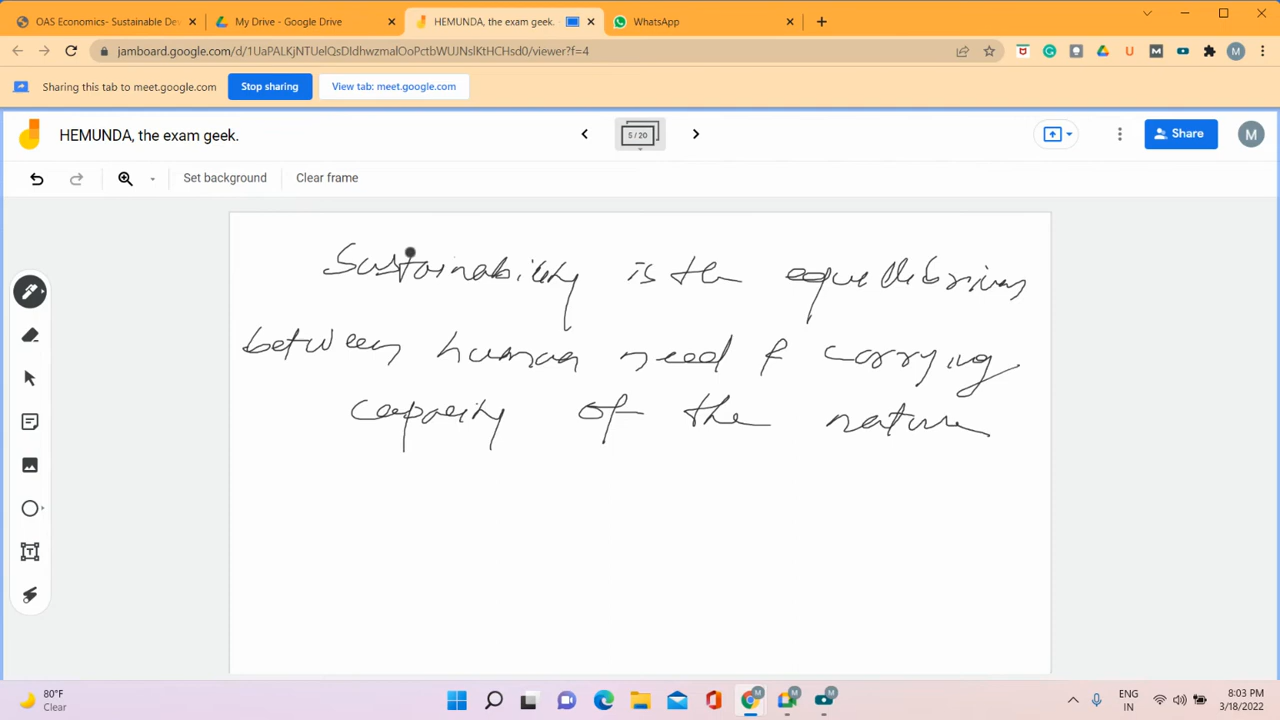 OAS Economics- Sustainable De
My Drive - Google Drive
HEMUNDA, the exam geek.
WhatsApp
jamboard.google.com/d/1UaPALKjNTUelQsDldhwzmalOoPctbWUJNslKtHCHsd0/viewer?f=4
Sharing this tab to meet.google.com
Stop sharing
View tab: meet.google.com
HEMUNDA, the exam geek.
5 / 20
Share
M
Set background
Clear frame
Sustainability is the equilibrium
between human need & carrying
capacity of the nature
80°F
Clear
ENG
IN
8:03 PM
3/18/2022